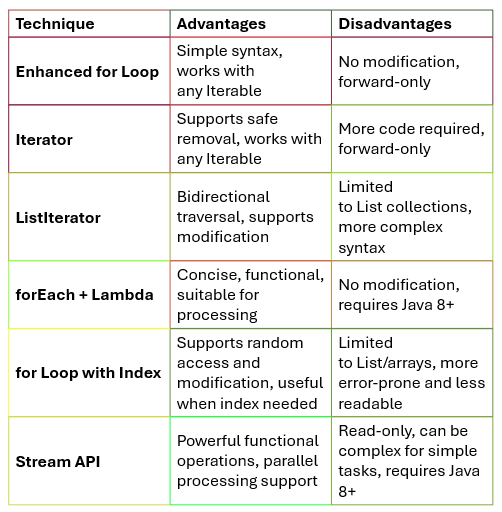 Technique
Advantages
Disadvantages
Enhanced for Loop
Simple syntax,
works with
any Iterable
No modification,
forward-only
Iterator
Supports safe
removal, works with
any Iterable
More code required,
forward-only
ListIterator
Bidirectional
traversal, supports
modification
Limited
to List collections,
more complex
syntax
forEach + Lambda
Concise, functional,
suitable for
processing
No modification,
requires Java 8+
for Loop with Index
Supports random
access and
modification, useful
when index needed
Limited
to List/arrays, more
error-prone and less
readable
Stream API
Powerful functional
operations, parallel
processing support
Read-only, can be
complex for simple
tasks, requires Java
8+